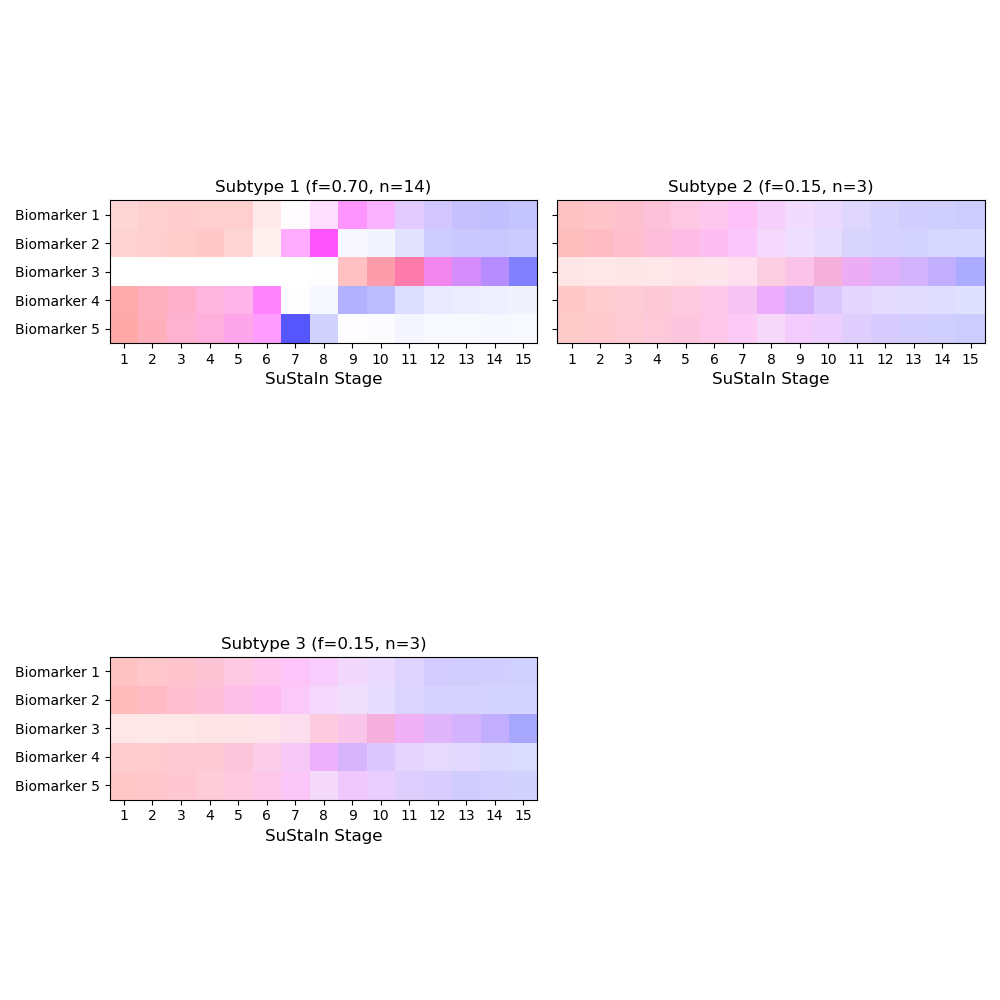 Subtype 1 (f=0.70, n=14)
Biomarker 1
Biomarker 2
Biomarker 3
Biomarker 4
Biomarker 5
1 2 3 4 5 6 7 8 9 10 11 12 13 14 15
SuStaIn Stage
Subtype 2 (f=0.15, n=3)
1 2 3 4 5 6 7 8 9 10 11 12 13 14 15
SuStaIn Stage
Subtype 3 (f=0.15, n=3)
Biomarker 1
Biomarker 2
Biomarker 3
Biomarker 4
Biomarker 5
1 2 3 4 5 6 7 8 9 10 11 12 13 14 15
SuStaIn Stage